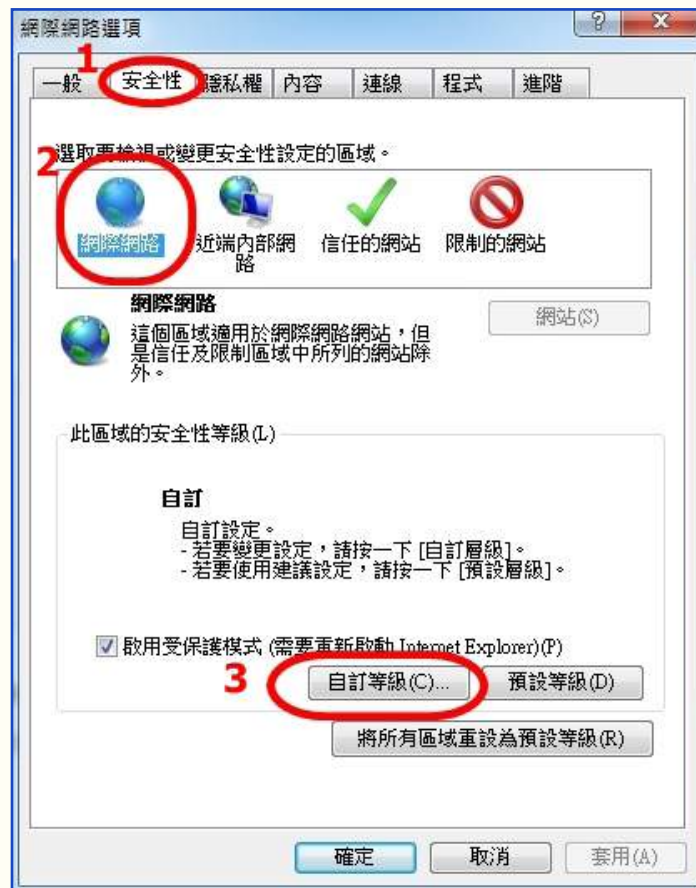 網際網路選項
1
一般 安全性 隱私權 內容 連線 程式 進階
選取要檢視或變更安全性設定的區域。
2
網際網路 近端內部網路 信任的網站 限制的網站
網際網路
網站(S)
這個區域適用於網際網路網站，但
是信任及限制區域中所列的網站除
外。
此區域的安全性等級(L)
自訂
自訂設定。
- 若要變更設定，請按一下 [自訂層級]。
- 若要使用建議設定，請按一下 [預設層級]。
啟用受保護模式 (需要重新啟動 Internet Explorer)(P)
3
自訂等級(C)... 預設等級(D)
將所有區域重設為預設等級(R)
確定 取消 套用(A)